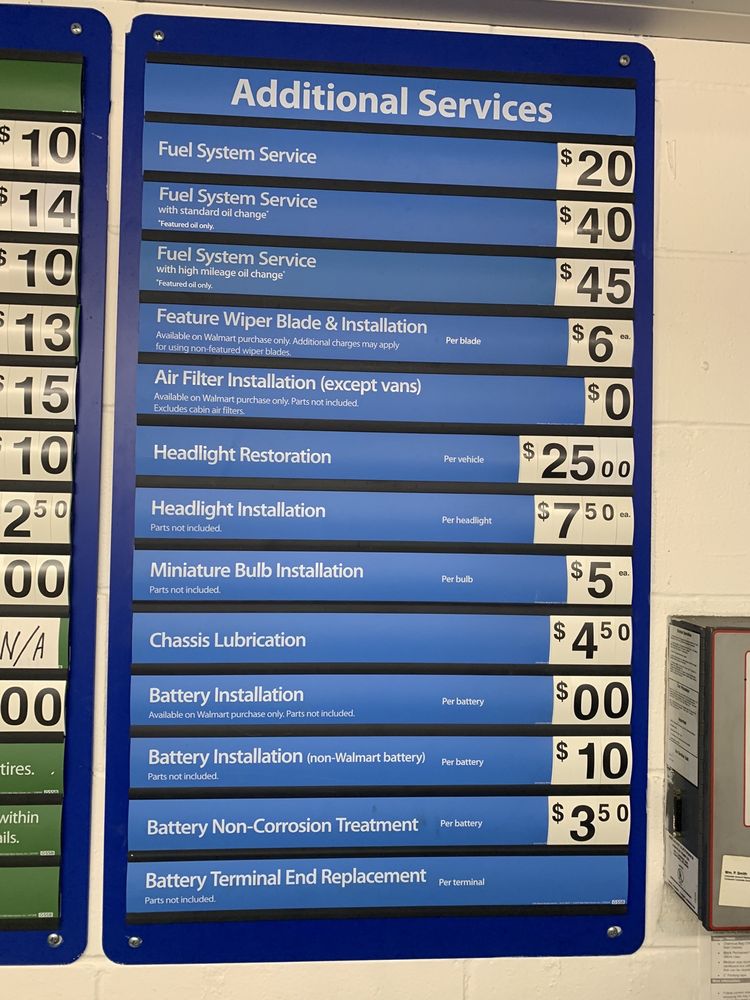 $10
$14
$10
$13
$15
10
2 50
00
N/A
00
tires.
within
ils.
Additional Services
Fuel System Service
$20
Fuel System Service
with standard oil change*
*Featured oil only.
$40
Fuel System Service
with high mileage oil change*
*Featured oil only.
$45
Feature Wiper Blade & Installation
Available on Walmart purchase only. Additional charges may apply
for using non-featured wiper blades.
Per blade
$6 ea.
Air Filter Installation (except vans)
Available on Walmart purchase only. Parts not included.
Excludes cabin air filters.
$0
Headlight Restoration
Per vehicle
$25 00
Headlight Installation
Parts not included.
Per headlight
$7 50 ea.
Miniature Bulb Installation
Parts not included.
Per bulb
$5 ea.
Chassis Lubrication
$4 50
Battery Installation
Available on Walmart purchase only. Parts not included.
Per battery
$00
Battery Installation (non-Walmart battery)
Parts not included.
Per battery
$10
Battery Non-Corrosion Treatment
Per battery
$3 50
Battery Terminal End Replacement
Parts not included.
Per terminal